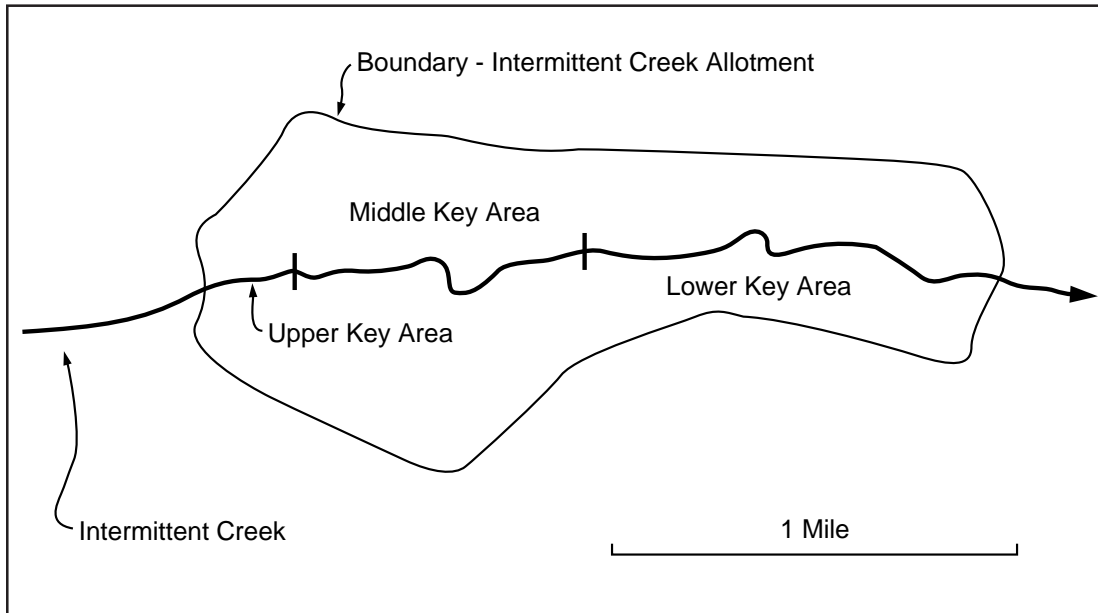 Boundary - Intermittent Creek Allotment
Middle Key Area
Lower Key Area
Upper Key Area
Intermittent Creek
1 Mile